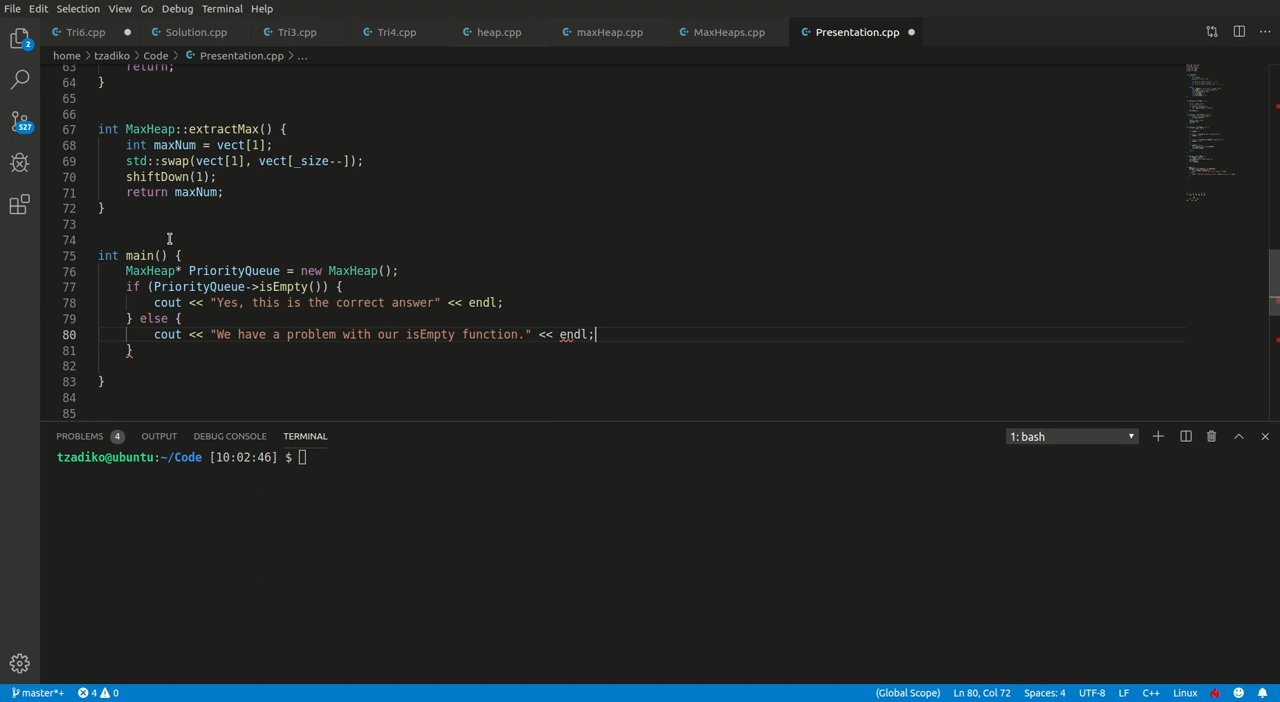 File Edit Selection View Go Debug Terminal Help
Tri6.cpp Solution.cpp Tri3.cpp Tri4.cpp heap.cpp maxHeap.cpp MaxHeaps.cpp Presentation.cpp
home > tzadiko > Code > Presentation.cpp > ...
2
527
63 return;
64 }
65
66
67 int MaxHeap::extractMax() {
68 int maxNum = vect[1];
69 std::swap(vect[1], vect[_size--]);
70 shiftDown(1);
71 return maxNum;
72 }
73
74
75 int main() {
76 MaxHeap* PriorityQueue = new MaxHeap();
77 if (PriorityQueue->isEmpty()) {
78 cout << "Yes, this is the correct answer" << endl;
79 } else {
80 cout << "We have a problem with our isEmpty function." << endl;
81 }
82
83 }
84
85
PROBLEMS 4 OUTPUT DEBUG CONSOLE TERMINAL 1: bash
tzadiko@ubuntu:~/Code [10:02:46] $
master*+ 4 0 (Global Scope) Ln 80, Col 72 Spaces: 4 UTF-8 LF C++ Linux